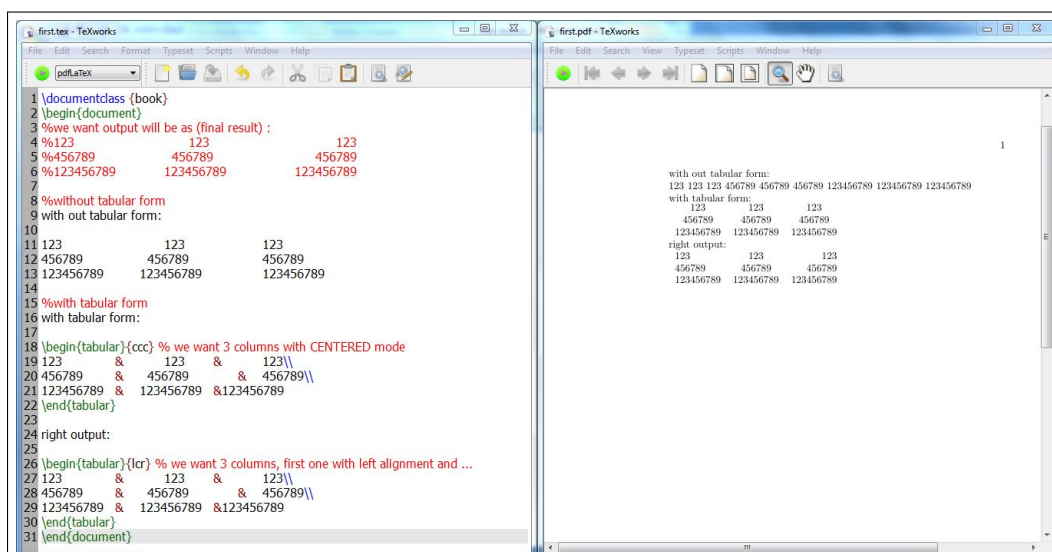 first.tex - TeXworks
File Edit Search Format Typeset Scripts Window Help
pdfLaTeX
1 \documentclass {book}
2 \begin{document}
3 %we want output will be as (final result) :
4 %123 123 123
5 %456789 456789 456789
6 %123456789 123456789 123456789
7
8 %without tabular form
9 with out tabular form:
10
11 123 123 123
12 456789 456789 456789
13 123456789 123456789 123456789
14
15 %with tabular form
16 with tabular form:
17
18 \begin{tabular}{ccc} % we want 3 columns with CENTERED mode
19 123 & 123 & 123\\
20 456789 & 456789 & 456789\\
21 123456789 & 123456789 &123456789
22 \end{tabular}
23
24 right output:
25
26 \begin{tabular}{lcr} % we want 3 columns, first one with left alignment and ...
27 123 & 123 & 123\\
28 456789 & 456789 & 456789\\
29 123456789 & 123456789 &123456789
30 \end{tabular}
31 \end{document}
first.pdf - TeXworks
File Edit Search View Typeset Scripts Window Help
1
with out tabular form:
123 123 123 456789 456789 456789 123456789 123456789 123456789
with tabular form:
123 123 123
456789 456789 456789
123456789 123456789 123456789
right output:
123 123 123
456789 456789 456789
123456789 123456789 123456789